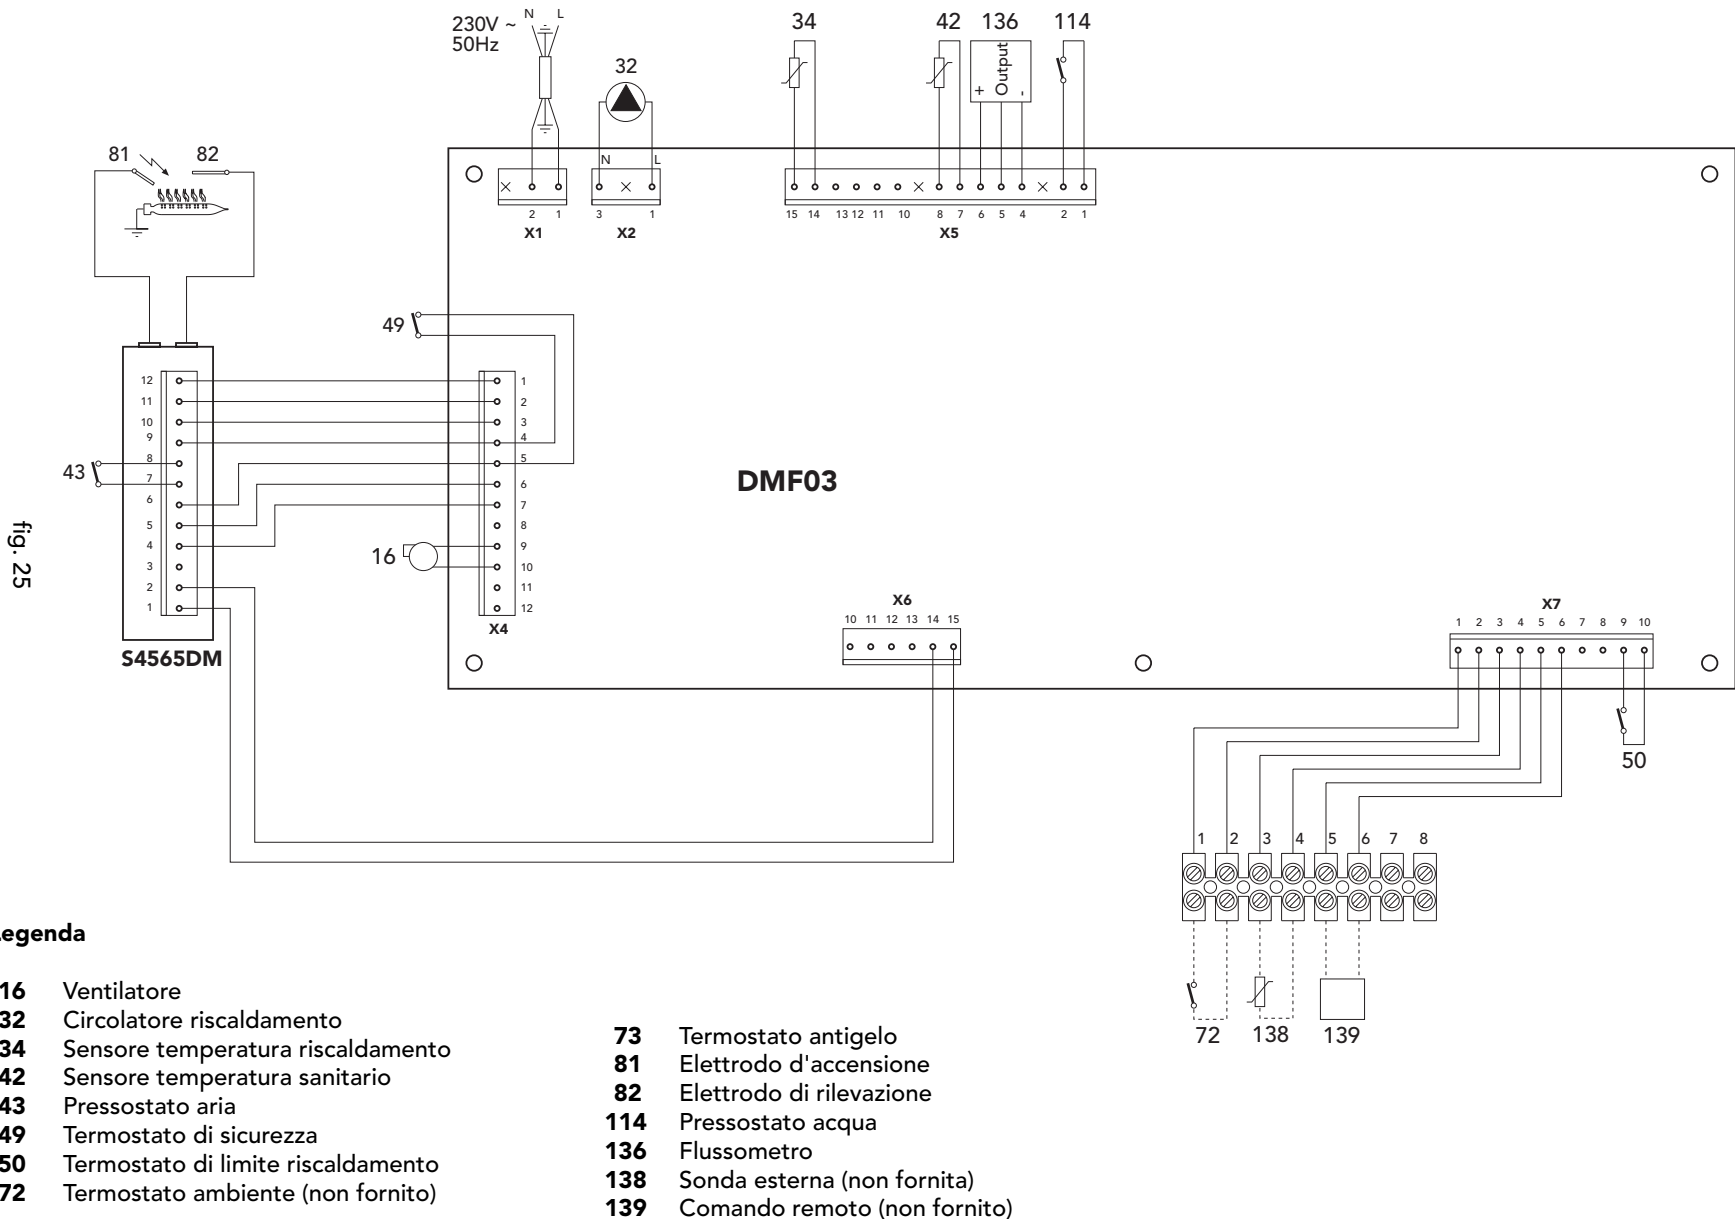 230V ~
50Hz
N L
34 42 136 114
32
+ Output -
81 82
N L
2 1
X1
3 1
X2
15 14 13 12 11 10 8 7 6 5 4 2 1
X5
49
12
11
10
9
8
7
6
5
4
3
2
1
S4565DM
43
1
2
3
4
5
6
7
8
9
10
11
12
X4
16
DMF03
fig. 25
X6
10 11 12 13 14 15
X7
1 2 3 4 5 6 7 8 9 10
50
1 2 3 4 5 6 7 8
72 138 139
egenda
16 Ventilatore
32 Circolatore riscaldamento
34 Sensore temperatura riscaldamento
42 Sensore temperatura sanitario
43 Pressostato aria
49 Termostato di sicurezza
50 Termostato di limite riscaldamento
72 Termostato ambiente (non fornito)
73 Termostato antigelo
81 Elettrodo d'accensione
82 Elettrodo di rilevazione
114 Pressostato acqua
136 Flussometro
138 Sonda esterna (non fornita)
139 Comando remoto (non fornito)